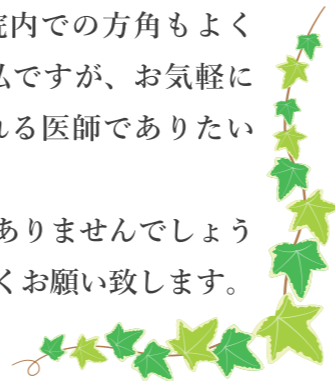 院内での方角もよく
私ですが、お気軽に
れる医師でありたい
ありませんでしょう
くお願い致します。